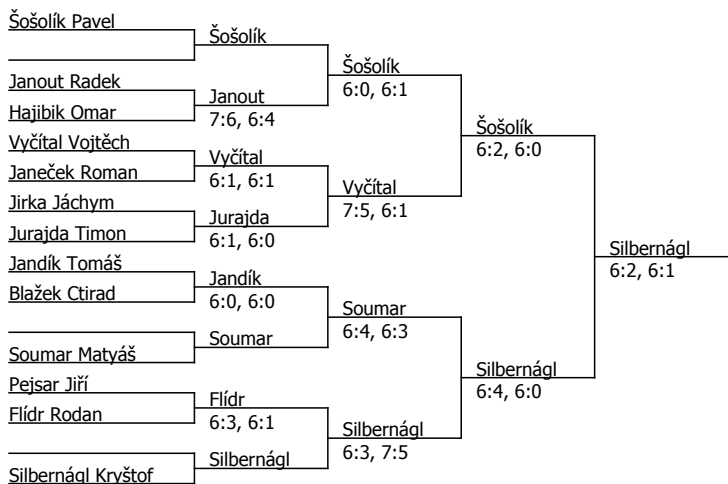 Šošolík Pavel
Janout Radek
Hajibik Omar
Vyčítal Vojtěch
Janeček Roman
Jirka Jáchym
Jurajda Timon
Jandík Tomáš
Blažek Ctirad
Soumar Matyáš
Pejsar Jiří
Flídr Rodan
Silbernágl Kryštof
Šošolík
Janout
7:6, 6:4
Vyčítal
6:1, 6:1
Jurajda
6:1, 6:0
Jandík
6:0, 6:0
Soumar
Flídr
6:3, 6:1
Silbernágl
Šošolík
6:0, 6:1
Vyčítal
7:5, 6:1
Soumar
6:4, 6:3
Silbernágl
6:3, 7:5
Šošolík
6:2, 6:0
Silbernágl
6:4, 6:0
Silbernágl
6:2, 6:1